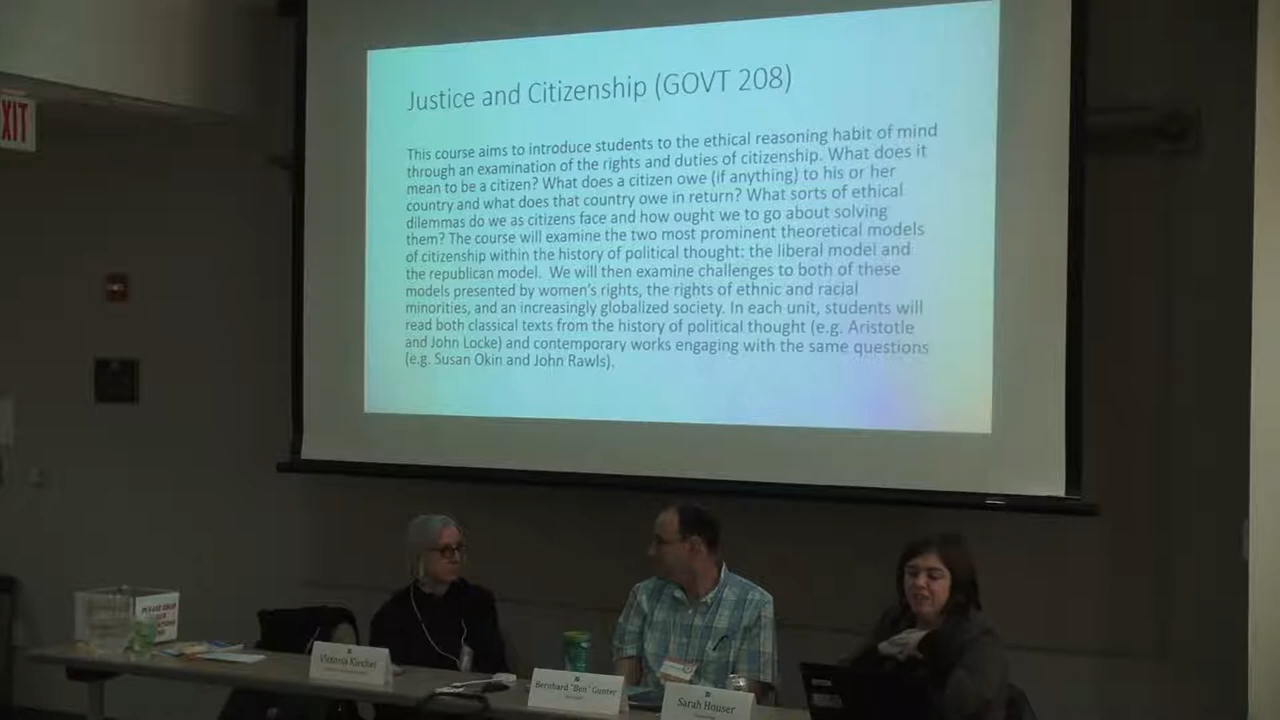 Justice and Citizenship (GOVT 208)
This course aims to introduce students to the ethical reasoning habit of mind
through an examination of the rights and duties of citizenship. What does it
mean to be a citizen? What does a citizen owe (if anything) to his or her
country and what does that country owe in return? What sorts of ethical
dilemmas do we as citizens face and how ought we to go about solving
them? The course will examine the two most prominent theoretical models
of citizenship within the history of political thought: the liberal model and
the republican model. We will then examine challenges to both of these
models presented by women's rights, the rights of ethnic and racial
minorities, and an increasingly globalized society. In each unit, students will
read both classical texts from the history of political thought (e.g. Aristotle
and John Locke) and contemporary works engaging with the same questions
(e.g. Susan Okin and John Rawls).
XIT
PLEASE DROP
Victoria Kiechel
Bernhard "Ben" Gunter
Sarah Houser